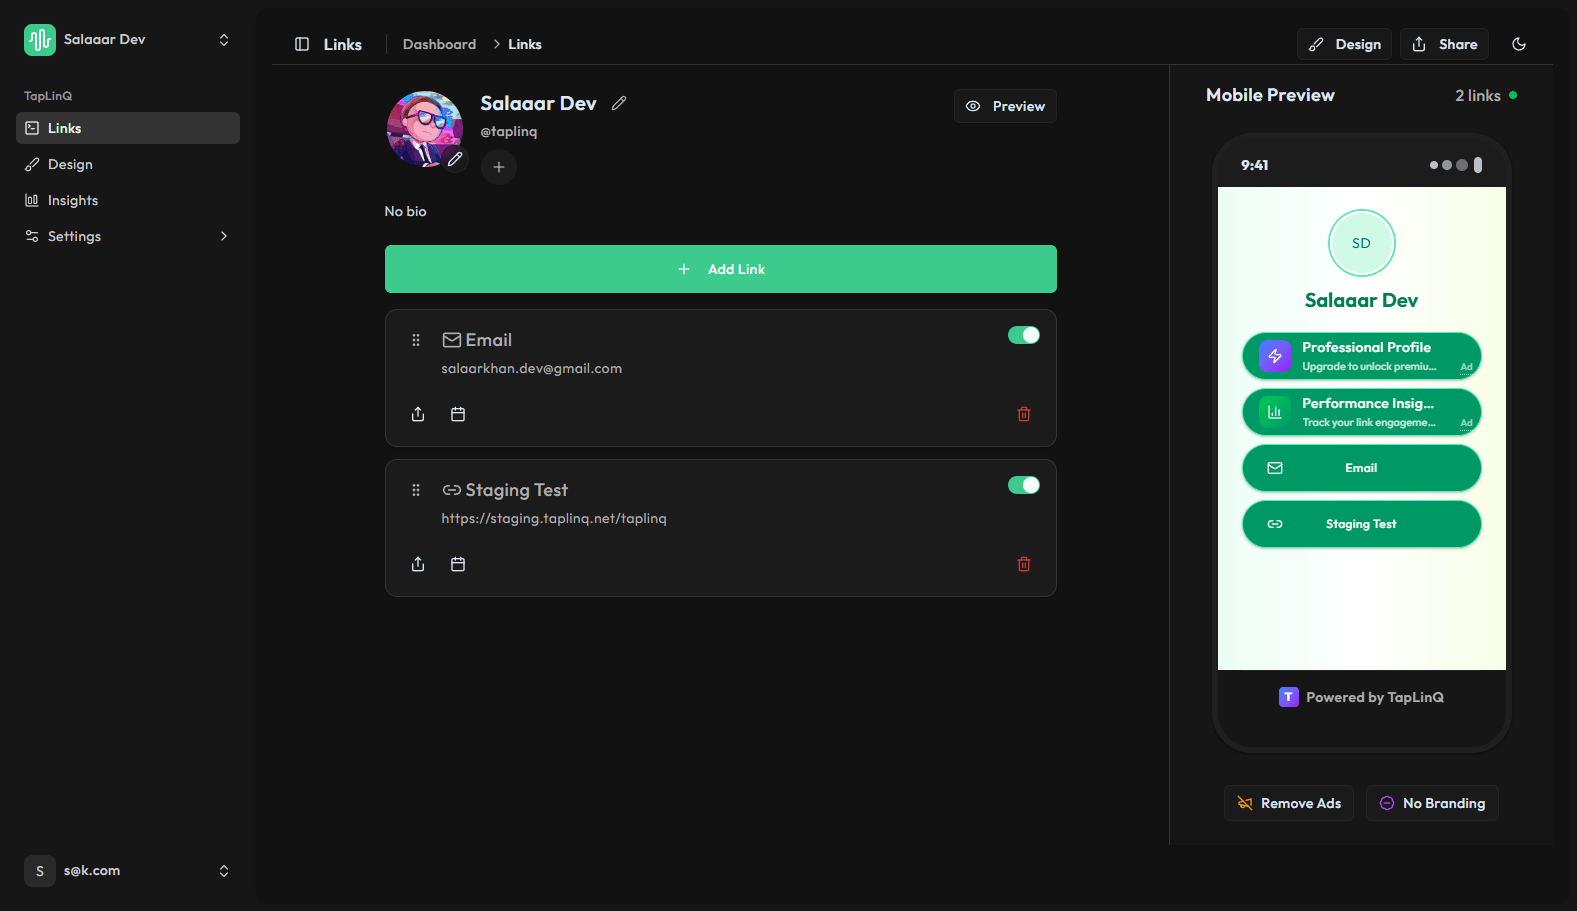 Salaaar Dev
TapLinQ
Links
Design
Insights
Settings
S
s@k.com
Links
Dashboard
Links
Design
Share
Salaaar Dev
@taplinq
Preview
No bio
Add Link
Email
salaarkhan.dev@gmail.com
Staging Test
https://staging.taplinq.net/taplinq
Mobile Preview
2 links
9:41
SD
Salaaar Dev
Professional Profile
Upgrade to unlock premiu...
Ad
Performance Insig...
Track your link engageme...
Ad
Email
Staging Test
T
Powered by TapLinQ
Remove Ads
No Branding